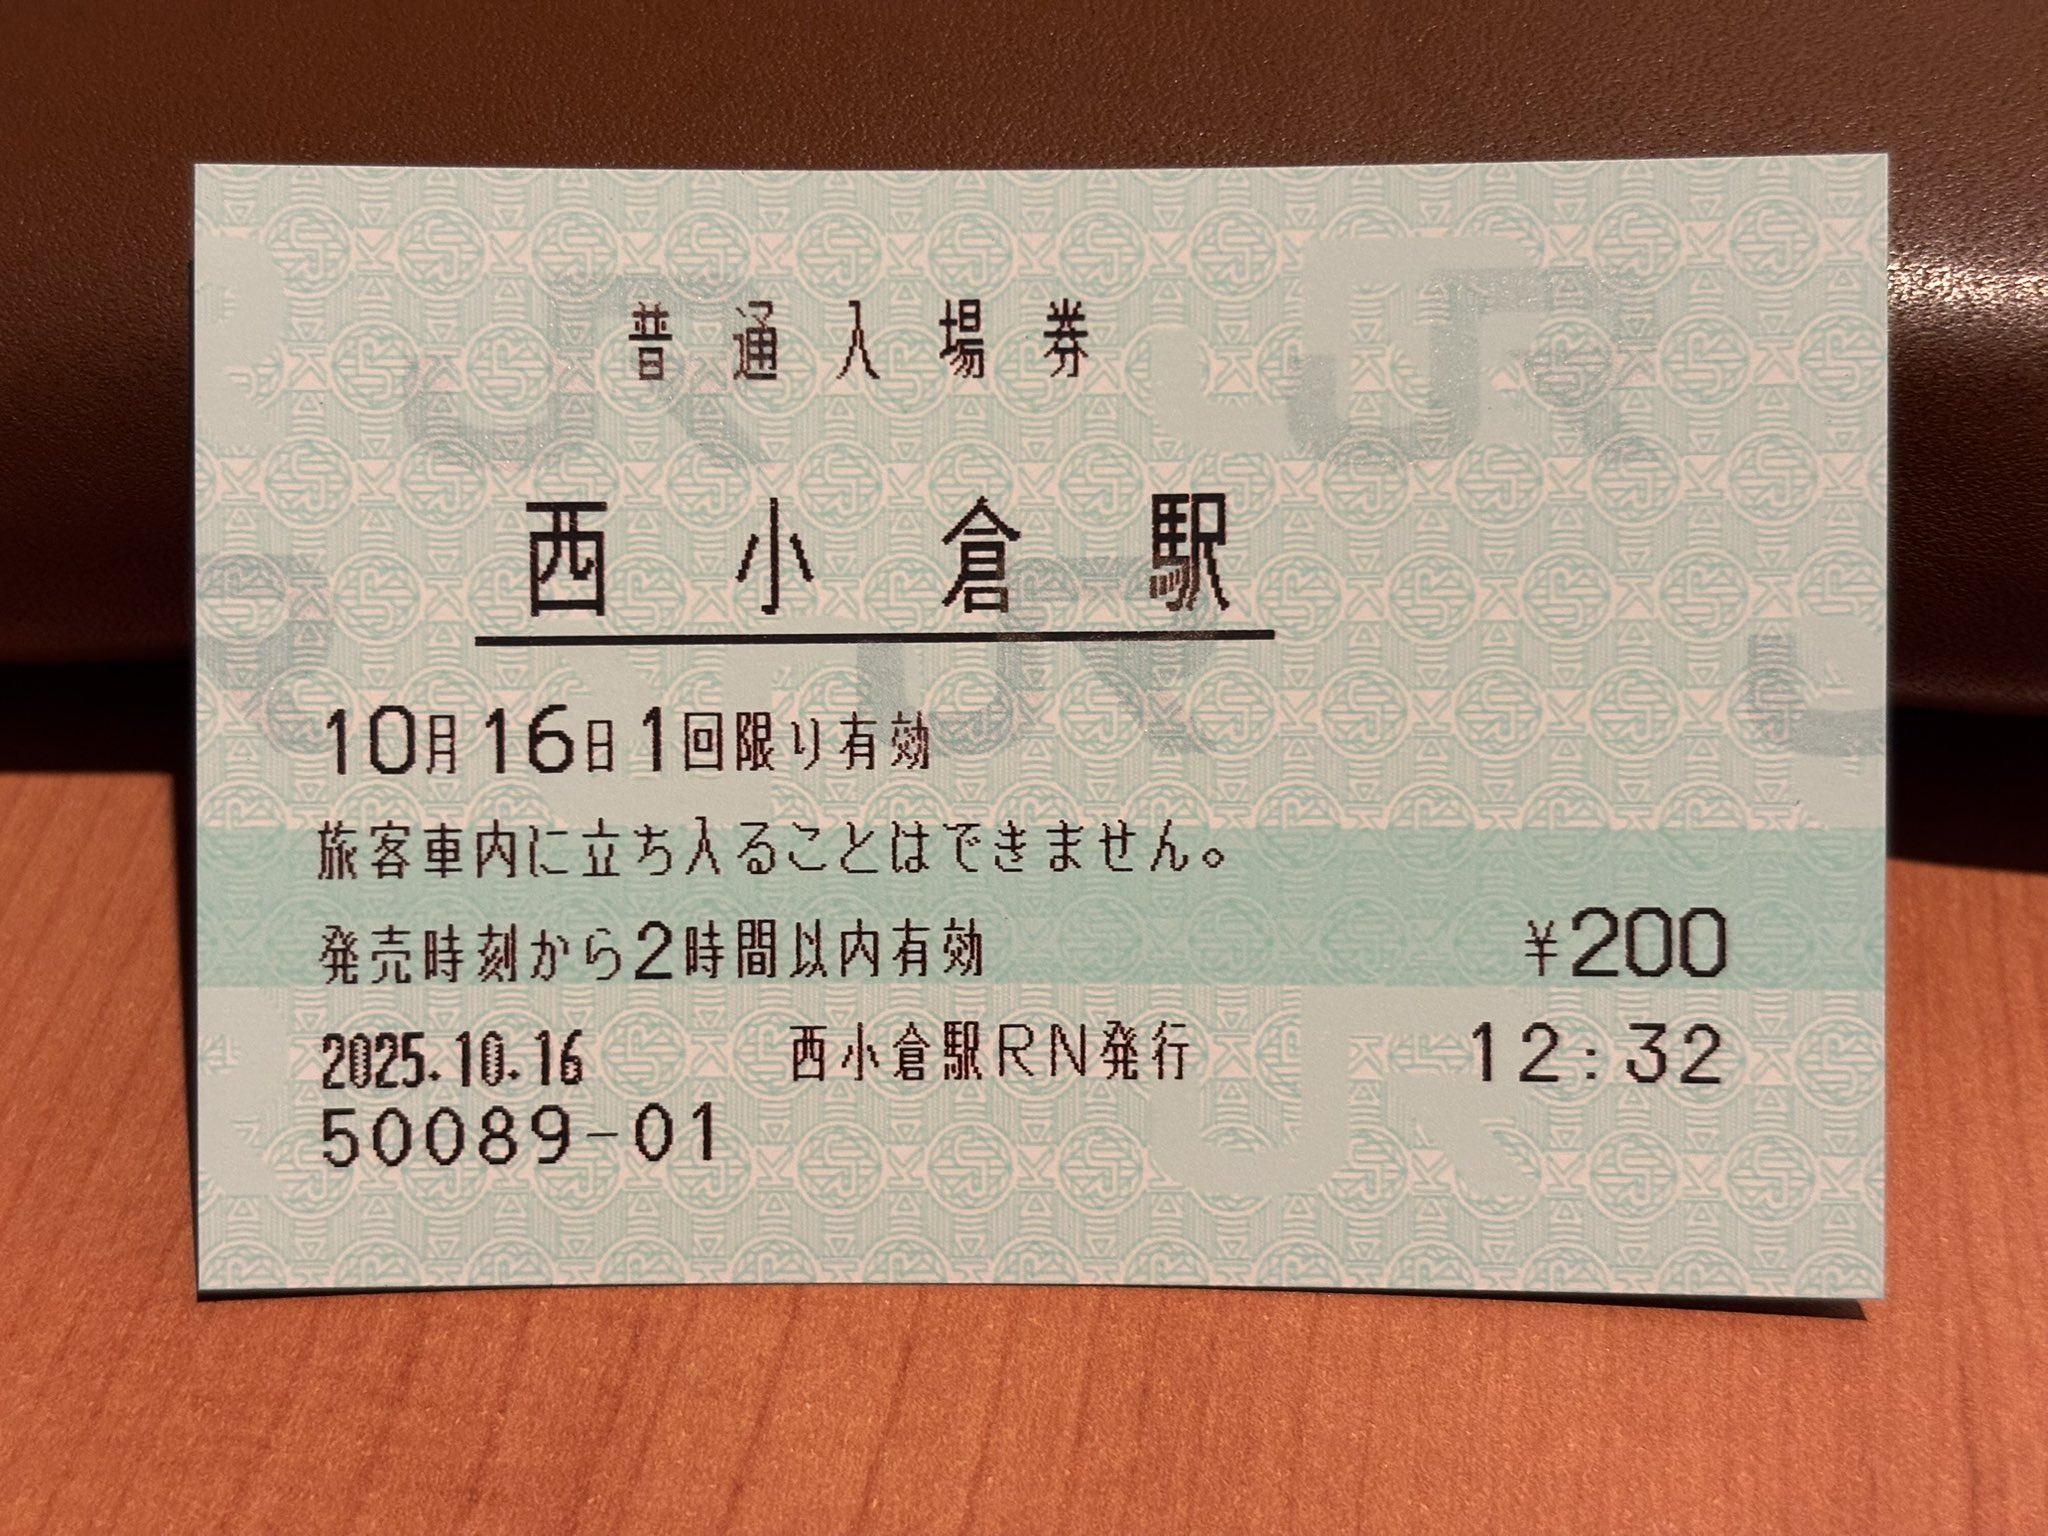 普通入場券
西小倉駅
10月16日1回限り有効
旅客車内に立ち入ることはできません。
発売時刻から2時間以内有効 ¥200
2025.10.16 西小倉駅RN発行 12:32
50089-01